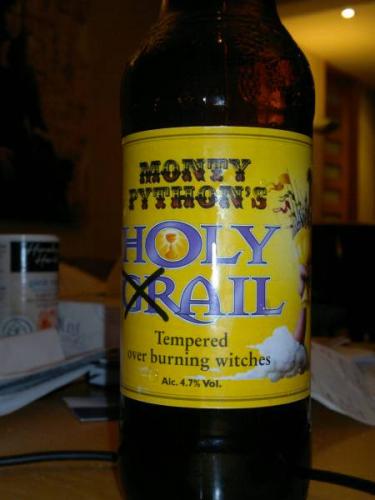 MONTY
PYTHON'S
HOLY
GRAIL
Tempered
over burning witches
Alc. 4.7% Vol.